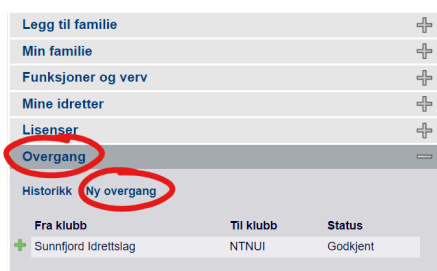 Legg til familie
Min familie
Funksjoner og verv
Mine idretter
Lisenser
Overgang
Historikk Ny overgang
Fra klubb Til klubb Status
Sunnfjord Idrettslag NTNUI Godkjent